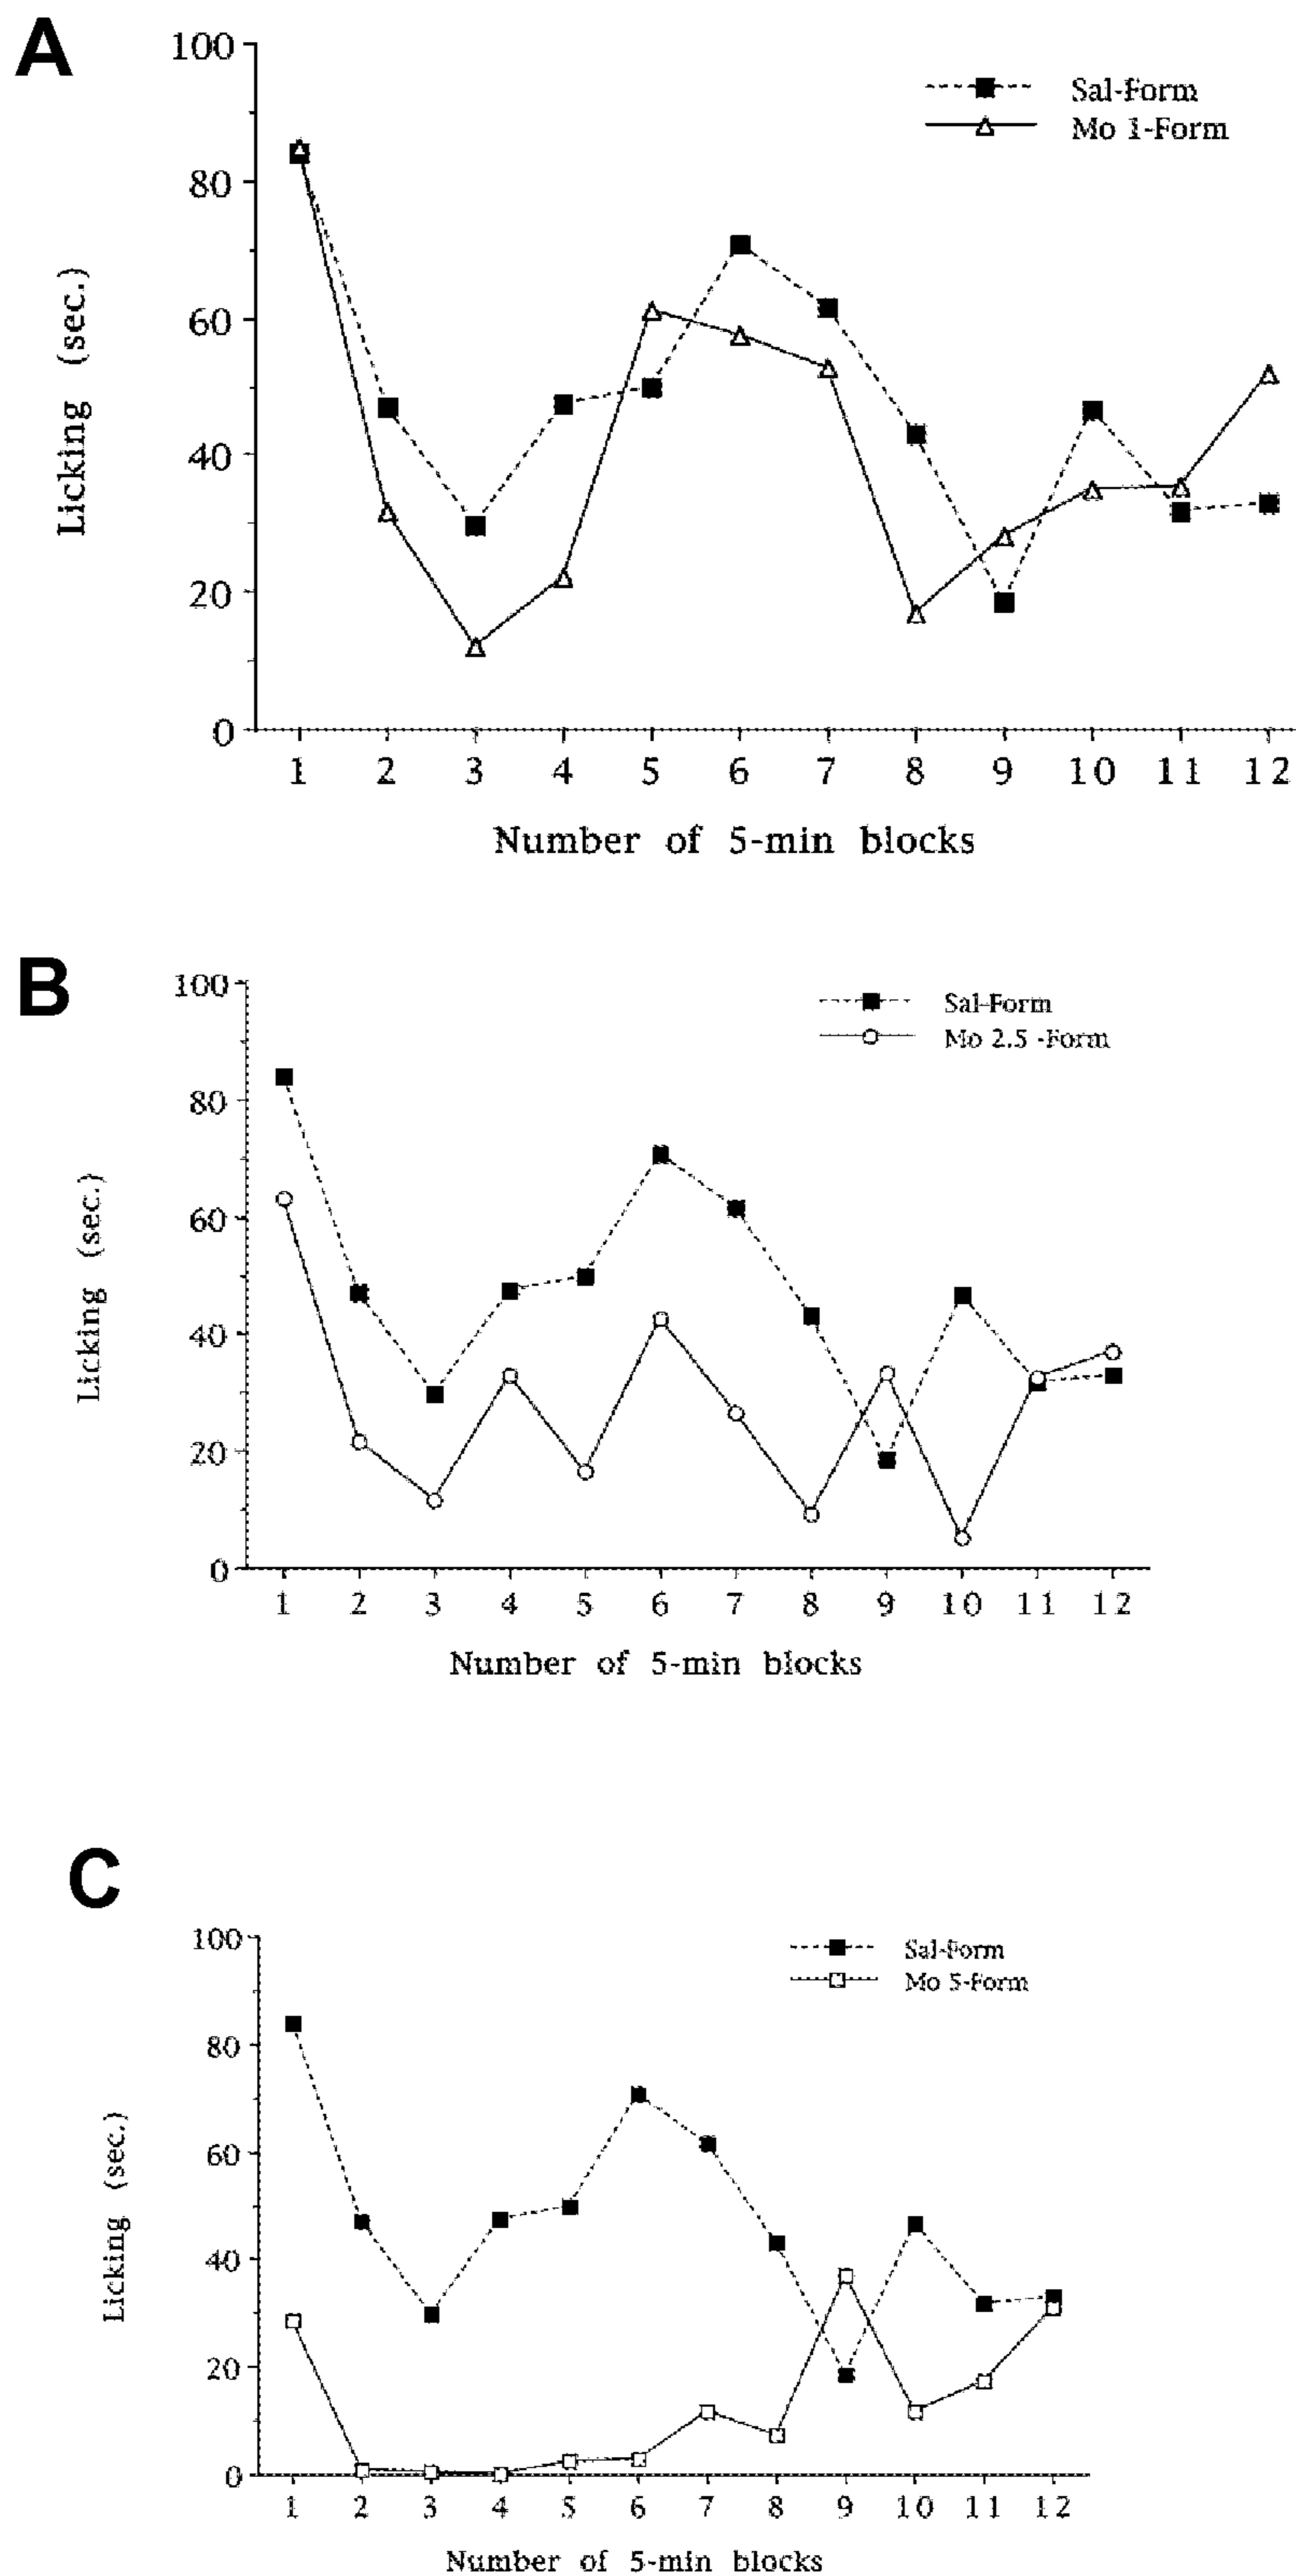 A
100
80
60
40
20
0
Licking (sec.)
Sal-Form
Mo 1-Form
1 2 3 4 5 6 7 8 9 10 11 12
Number of 5-min blocks
B
100
80
60
40
20
0
Licking (sec.)
Sal-Form
Mo 2.5 -Form
1 2 3 4 5 6 7 8 9 10 11 12
Number of 5-min blocks
C
100
80
60
40
20
0
Licking (sec.)
Sal-Form
Mo 5-Form
1 2 3 4 5 6 7 8 9 10 11 12
Number of 5-min blocks